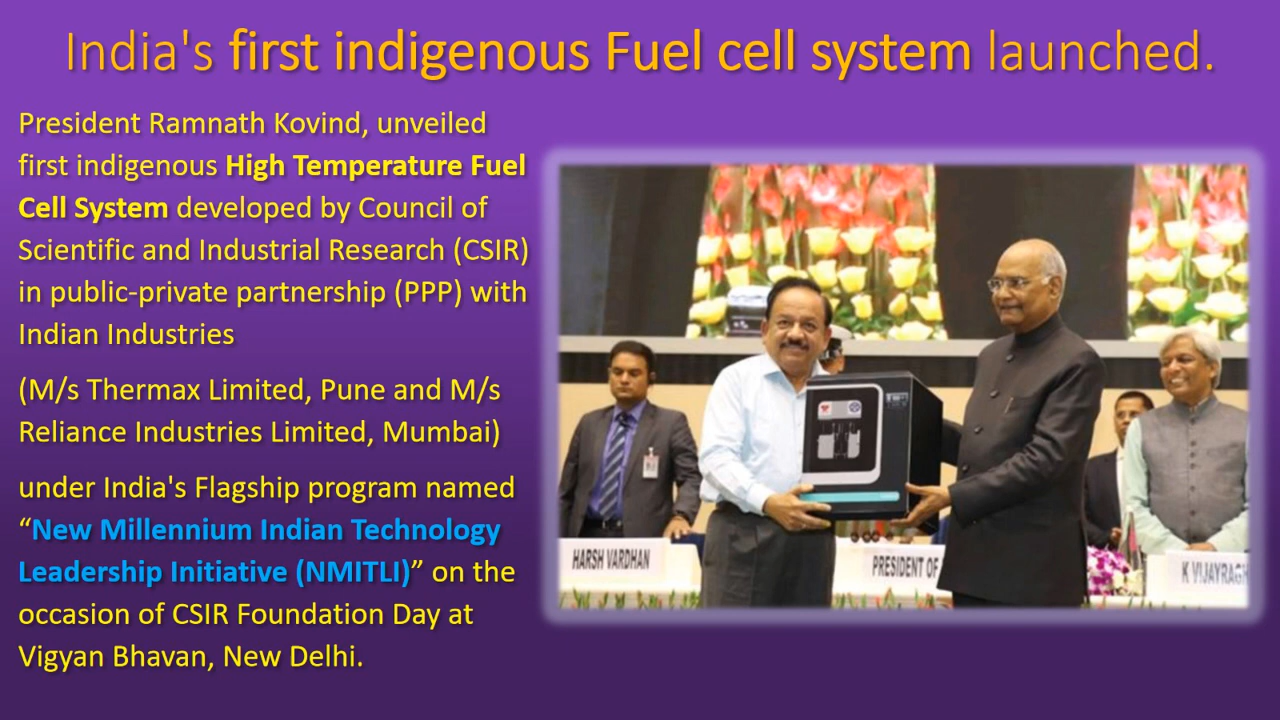 India's first indigenous Fuel cell system launched.
President Ramnath Kovind, unveiled
first indigenous High Temperature Fuel
Cell System developed by Council of
Scientific and Industrial Research (CSIR)
in public-private partnership (PPP) with
Indian Industries
(M/s Thermax Limited, Pune and M/s
Reliance Industries Limited, Mumbai)
under India's Flagship program named
“New Millennium Indian Technology
Leadership Initiative (NMITLI)” on the
occasion of CSIR Foundation Day at
Vigyan Bhavan, New Delhi.
HARSH VARDHAN
PRESIDENT OF
K VIJAYRAGH